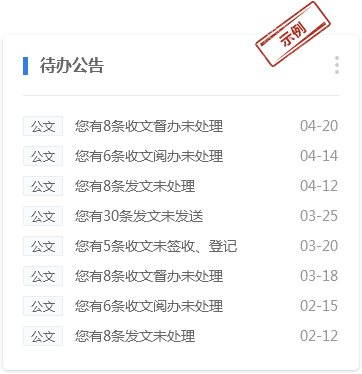 示例
待办公告
公文 您有8条收文督办未处理 04-20
公文 您有6条收文阅办未处理 04-14
公文 您有8条发文未处理 04-12
公文 您有30条发文未发送 03-25
公文 您有5条收文未签收、登记 03-20
公文 您有8条收文督办未处理 03-18
公文 您有6条收文阅办未处理 02-15
公文 您有8条发文未处理 02-12